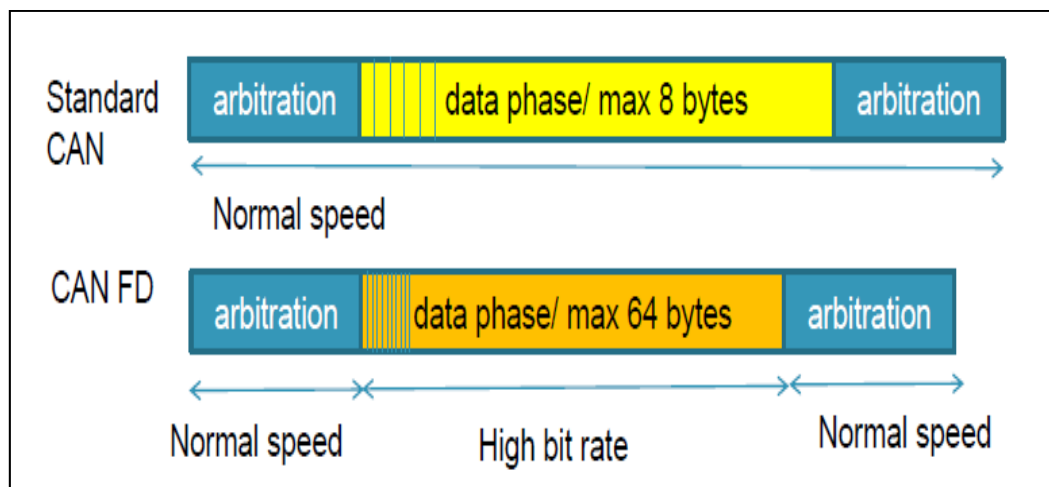 Standard
CAN
arbitration
data phase/ max 8 bytes
arbitration
Normal speed
CAN FD
arbitration
data phase/ max 64 bytes
arbitration
Normal speed
High bit rate
Normal speed